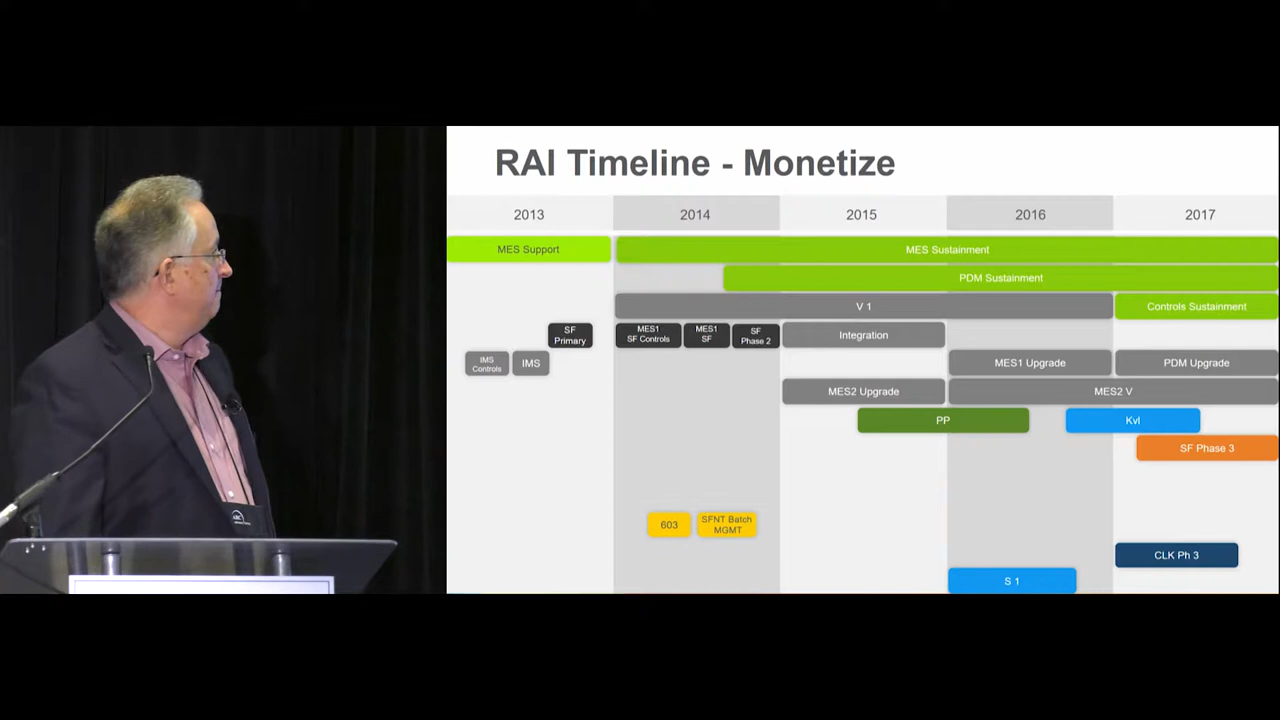 RAI Timeline - Monetize
2013 2014 2015 2016 2017
MES Support MES Sustainment
PDM Sustainment
V 1 Controls Sustainment
SF
Primary
MES1
SF Controls
MES1
SF
SF
Phase 2
Integration
IMS
Controls
IMS
MES1 Upgrade PDM Upgrade
MES2 Upgrade MES2 V
PP Kvl
SF Phase 3
603
SFNT Batch
MGMT
CLK Ph 3
S 1
ARC